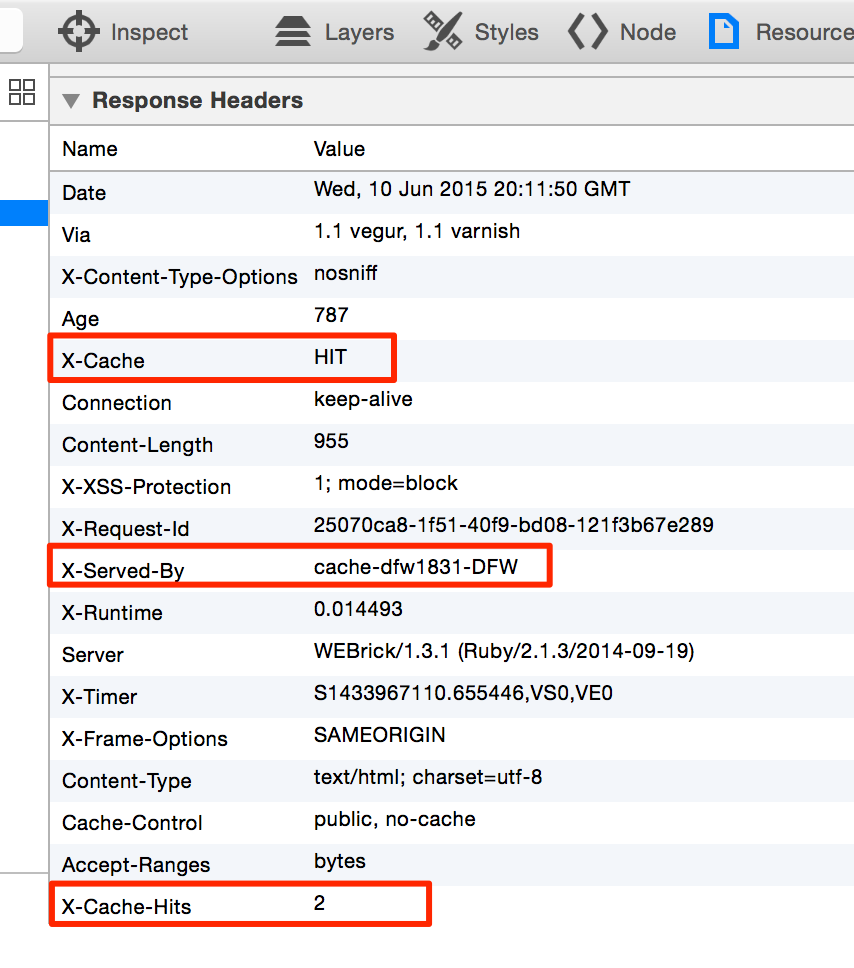 Inspect Layers Styles Node Resource
Response Headers
Name Value
Date Wed, 10 Jun 2015 20:11:50 GMT
Via 1.1 vegur, 1.1 varnish
X-Content-Type-Options nosniff
Age 787
X-Cache HIT
Connection keep-alive
Content-Length 955
X-XSS-Protection 1; mode=block
X-Request-Id 25070ca8-1f51-40f9-bd08-121f3b67e289
X-Served-By cache-dfw1831-DFW
X-Runtime 0.014493
Server WEBrick/1.3.1 (Ruby/2.1.3/2014-09-19)
X-Timer S1433967110.655446,VS0,VE0
X-Frame-Options SAMEORIGIN
Content-Type text/html; charset=utf-8
Cache-Control public, no-cache
Accept-Ranges bytes
X-Cache-Hits 2